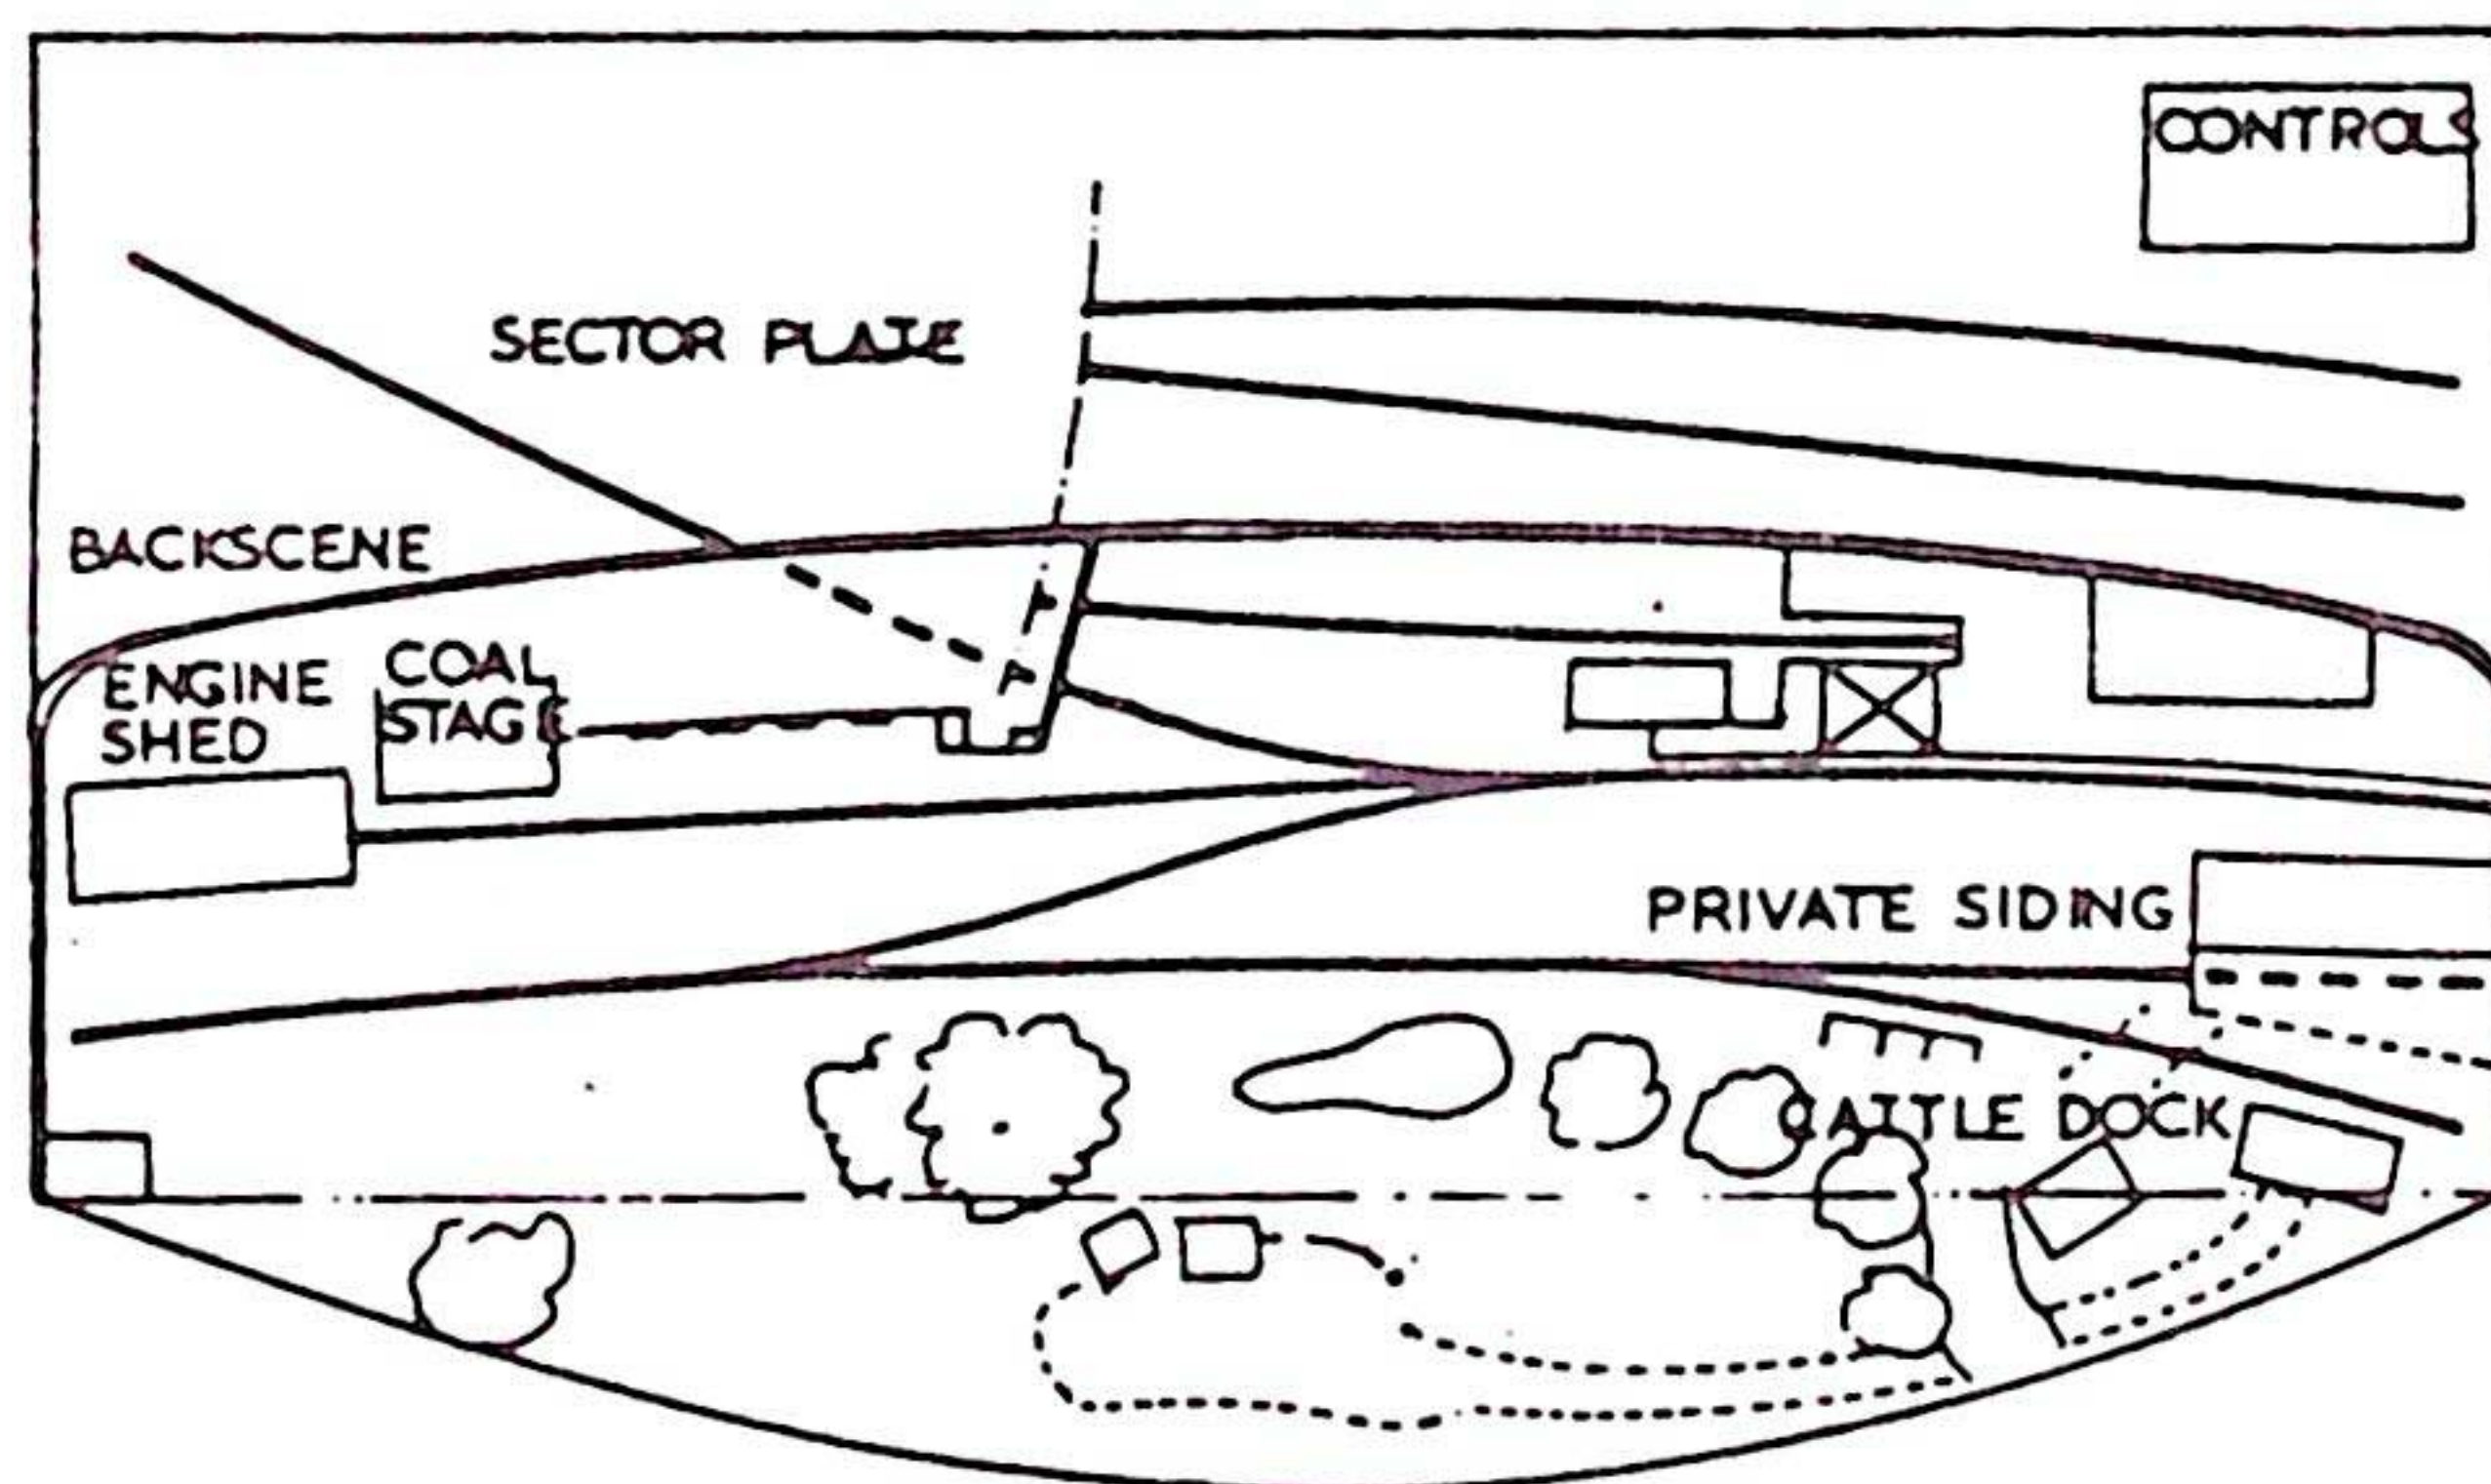 CONTROLS
SECTOR PLATE
BACKSCENE
ENGINE
SHED
COAL
STAGE
PRIVATE SIDING
CATTLE DOCK